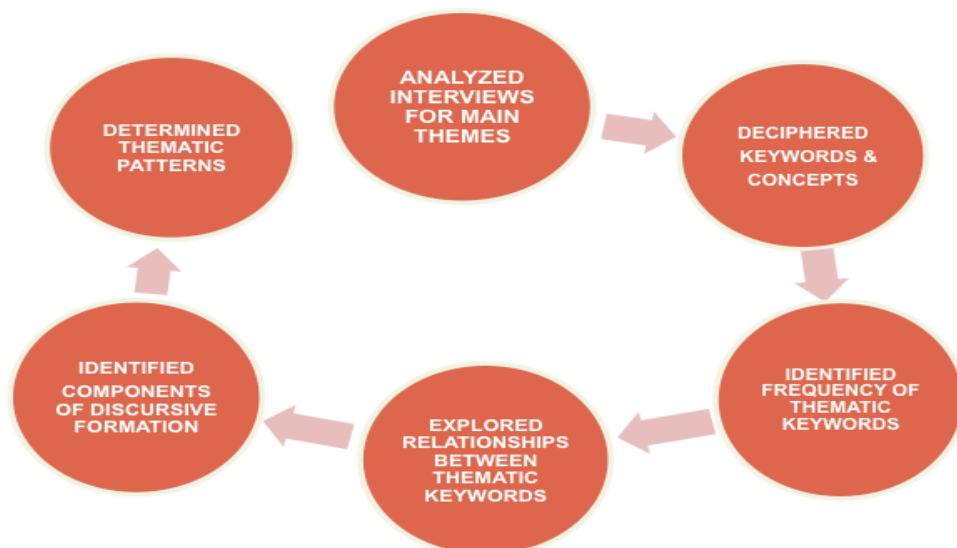 ANALYZED
INTERVIEWS
FOR MAIN
THEMES
DECIPHERED
KEYWORDS &
CONCEPTS
IDENTIFIED
FREQUENCY OF
THEMATIC
KEYWORDS
EXPLORED
RELATIONSHIPS
BETWEEN
THEMATIC
KEYWORDS
IDENTIFIED
COMPONENTS
OF DISCURSIVE
FORMATION
DETERMINED
THEMATIC
PATTERNS